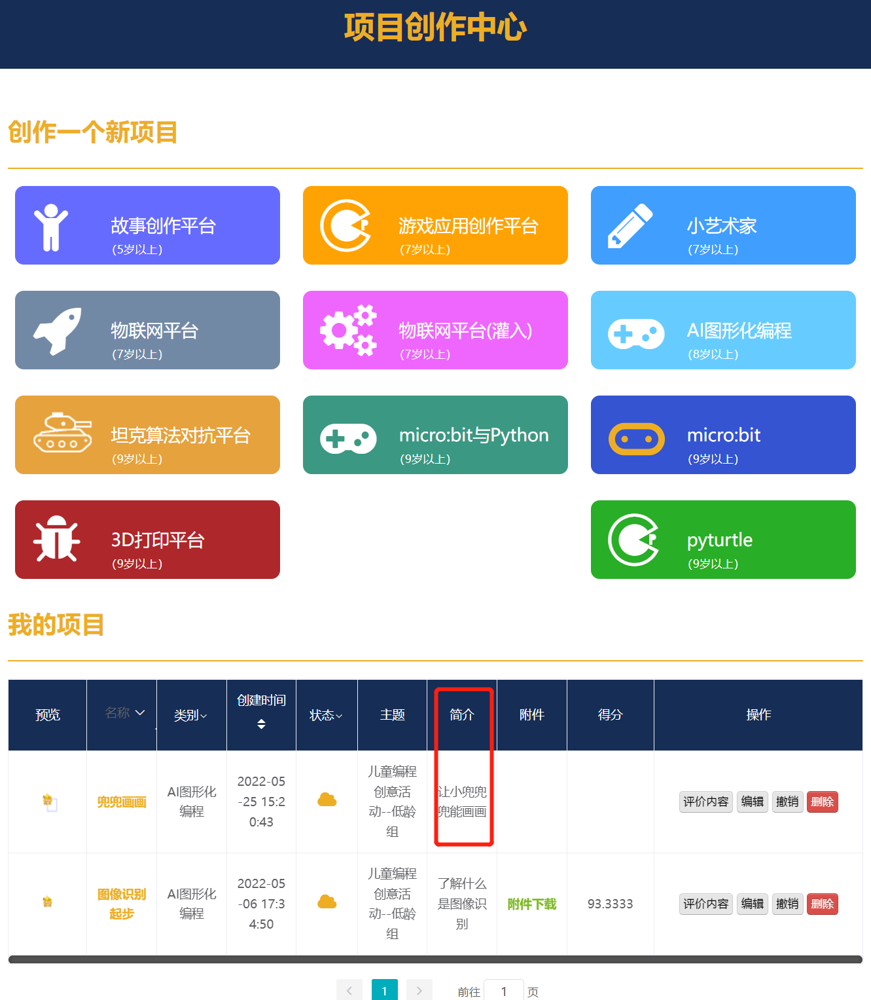 项目创作中心
创作一个新项目
故事创作平台
(5岁以上)
游戏应用创作平台
(7岁以上)
小艺术家
(7岁以上)
物联网平台
(7岁以上)
物联网平台(灌入)
(7岁以上)
AI图形化编程
(8岁以上)
坦克算法对抗平台
(9岁以上)
micro:bit与Python
(9岁以上)
micro:bit
(9岁以上)
3D打印平台
(9岁以上)
pyturtle
(9岁以上)
我的项目
预览 名称 类别 创建时间 状态 主题 简介 附件 得分 操作
兜兜画画
AI图形化
编程
2022-05
-25 15:2
0:43
儿童编程
创意活
动--低龄
组
让小兜兜
兜能画画
评价内容 编辑 撤销 删除
图像识别
起步
AI图形化
编程
2022-05
-06 17:3
4:50
儿童编程
创意活
动--低龄
组
了解什么
是图像识
别
附件下载
93.3333
评价内容 编辑 撤销 删除
1 前往 1 页